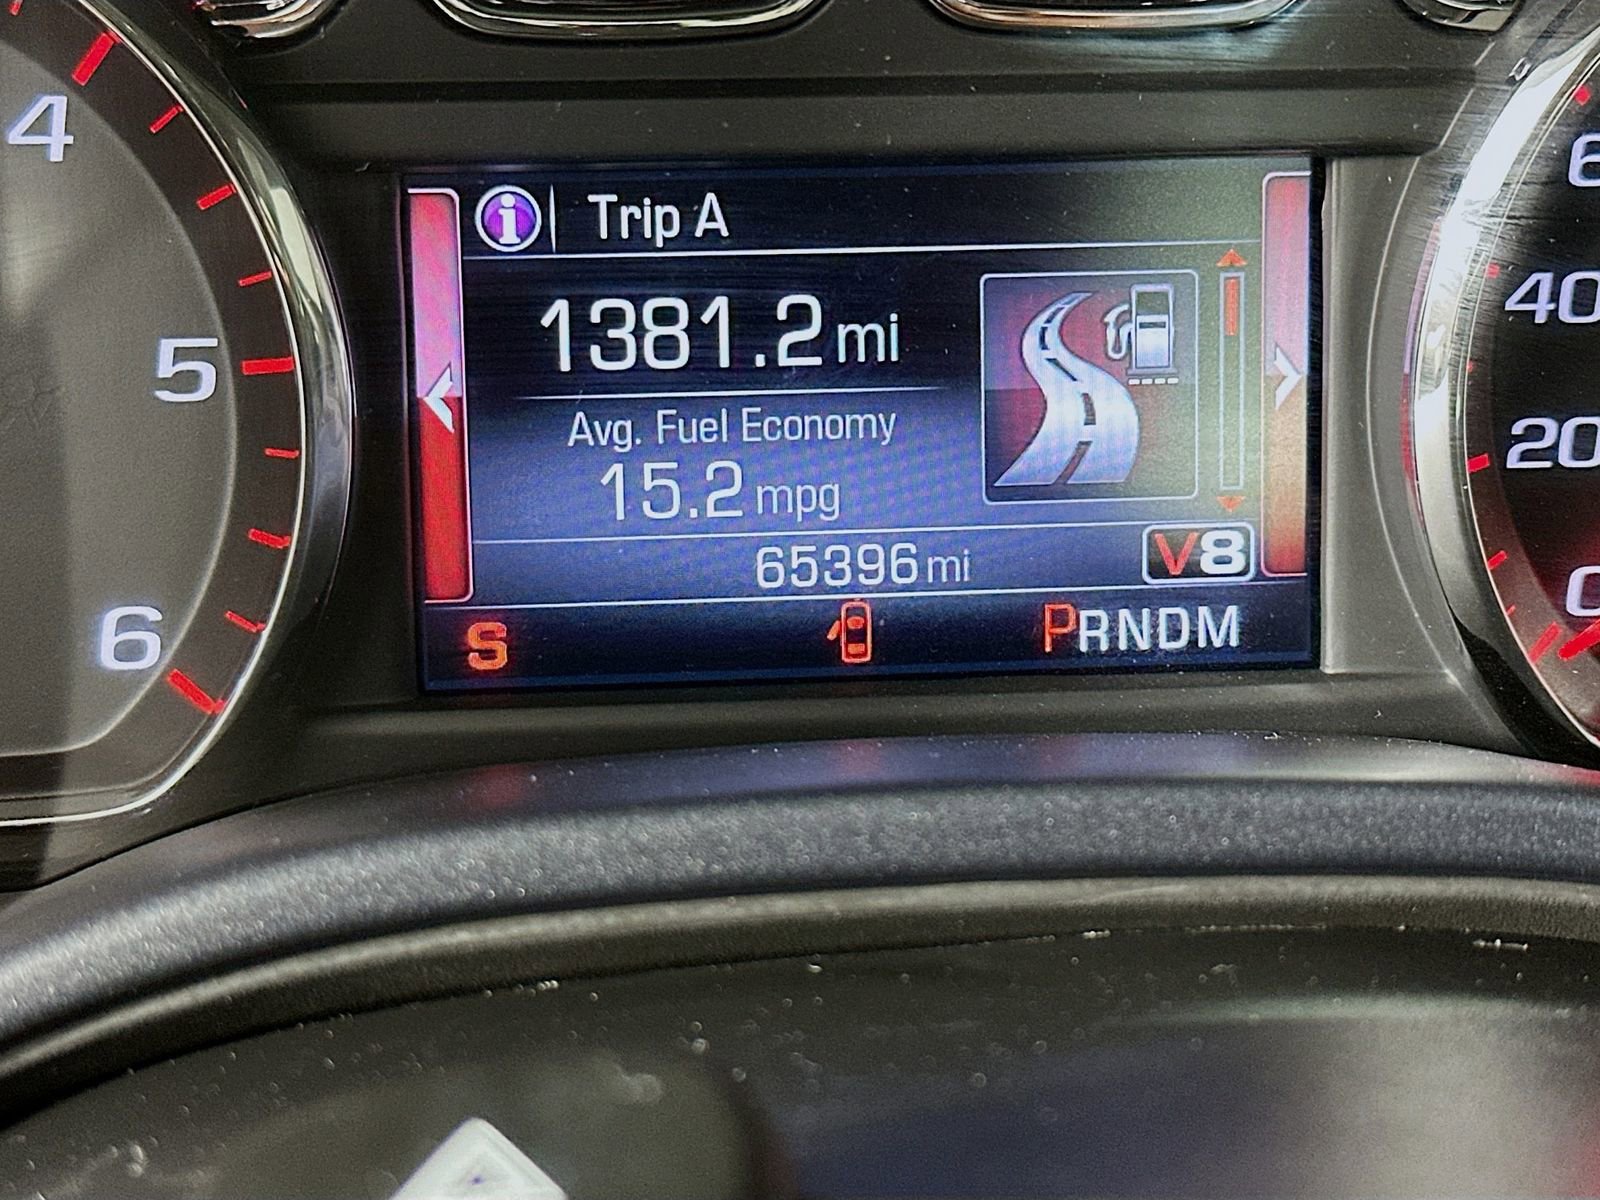 Trip A
1381.2 mi
Avg. Fuel Economy
15.2 mpg
65396 mi
V8
S
PRNDM
4
5
6
40
20
0